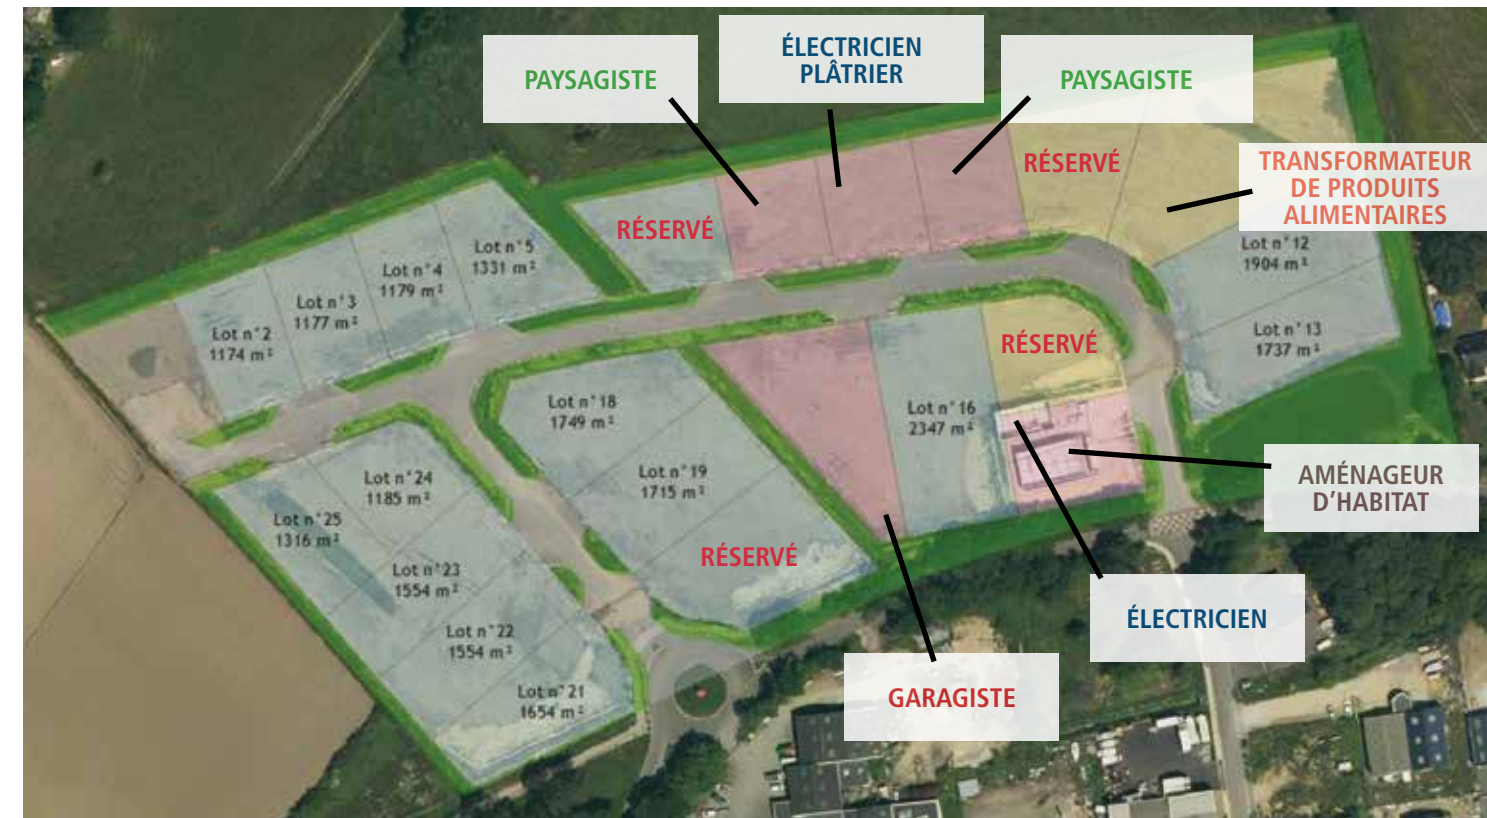 ÉLECTRICIEN
PLÂTRIER
PAYSAGISTE
PAYSAGISTE
RÉSERVÉ
TRANSFORMATEUR
DE PRODUITS
ALIMENTAIRES
RÉSERVÉ
Lot n°5
1331 m²
Lot n°4
1179 m²
Lot n°3
1177 m²
Lot n°2
1174 m²
Lot n°12
1904 m²
Lot n°13
1737 m²
RÉSERVÉ
Lot n°18
1749 m²
Lot n°16
2347 m²
Lot n°19
1715 m²
Lot n°24
1185 m²
Lot n°25
1316 m²
AMÉNAGEUR
D’HABITAT
RÉSERVÉ
Lot n°23
1554 m²
Lot n°22
1554 m²
ÉLECTRICIEN
Lot n°21
1654 m²
GARAGISTE